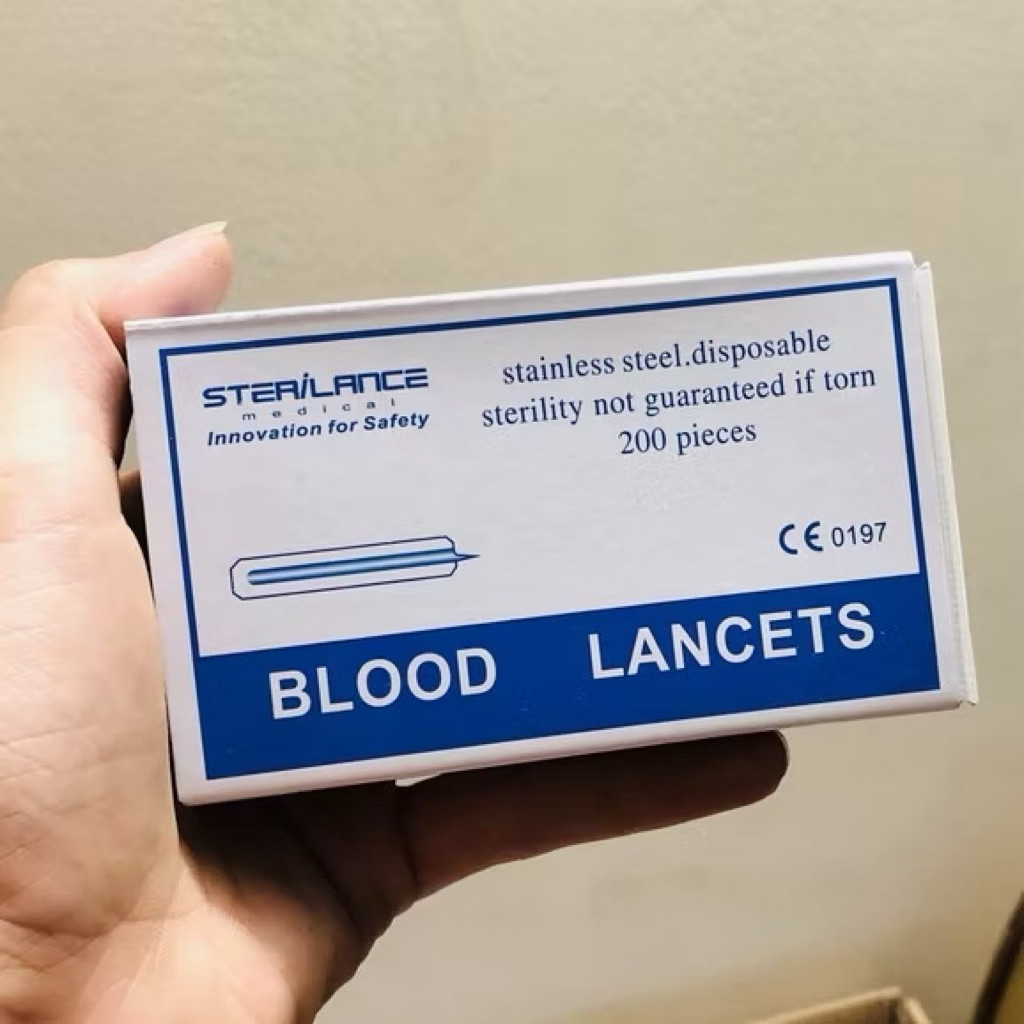 STERiLANCE
medical
Innovation for Safety
stainless steel.disposable
sterility not guaranteed if torn
200 pieces
CE 0197
BLOOD LANCETS